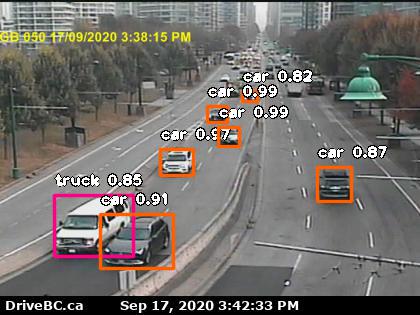 GB 050 17/09/2020 3:38:15 PM
car 0.82
car 0.99
car 0.99
car 0.97
car 0.87
truck 0.85
car 0.91
DriveBC.ca Sep 17, 2020 3:42:33 PM